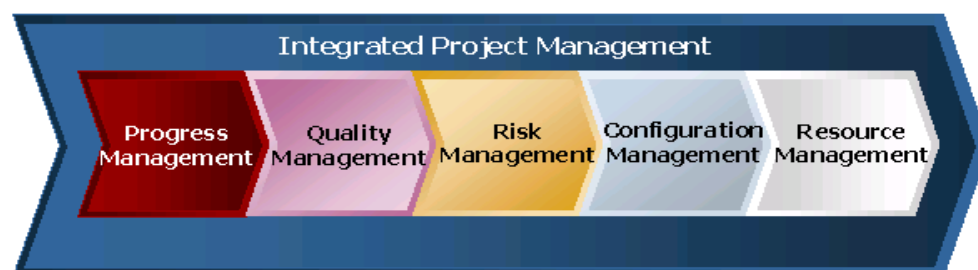 Integrated Project Management
Progress
Management
Quality
Management
Risk
Management
Configuration
Management
Resource
Management